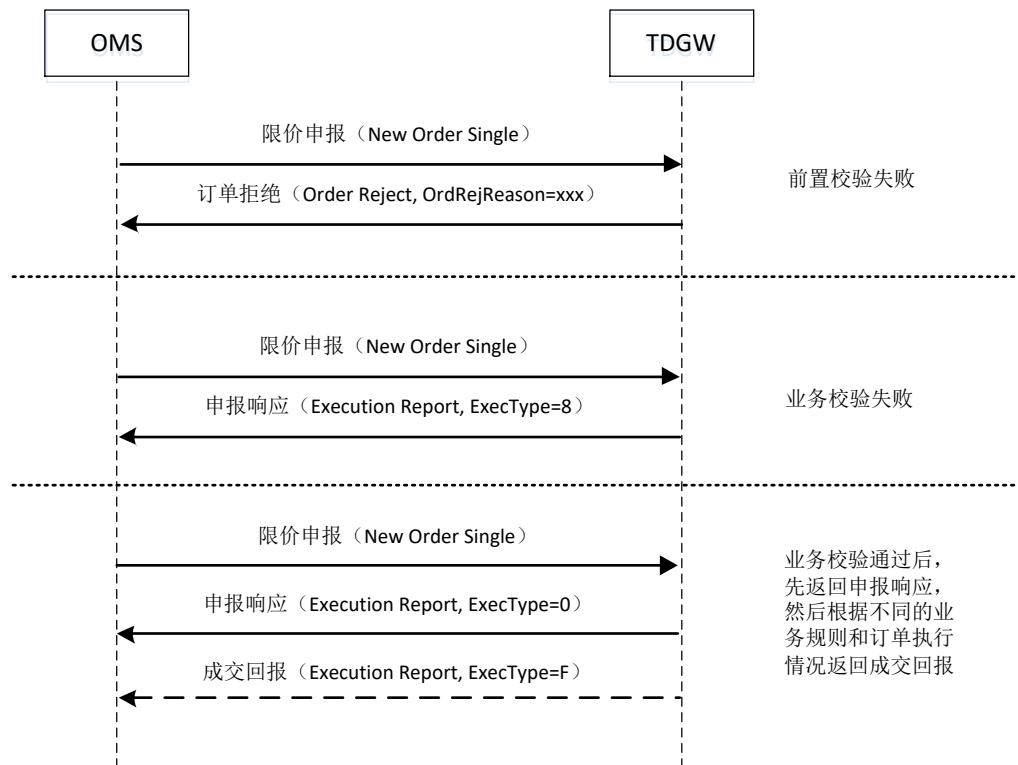 OMS
TDGW
限价申报（New Order Single）
订单拒绝（Order Reject, OrdRejReason=xxx）
前置校验失败
限价申报（New Order Single）
申报响应（Execution Report, ExecType=8）
业务校验失败
限价申报（New Order Single）
申报响应（Execution Report, ExecType=0）
成交回报（Execution Report, ExecType=F）
业务校验通过后，
先返回申报响应，
然后根据不同的业
务规则和订单执行
情况返回成交回报